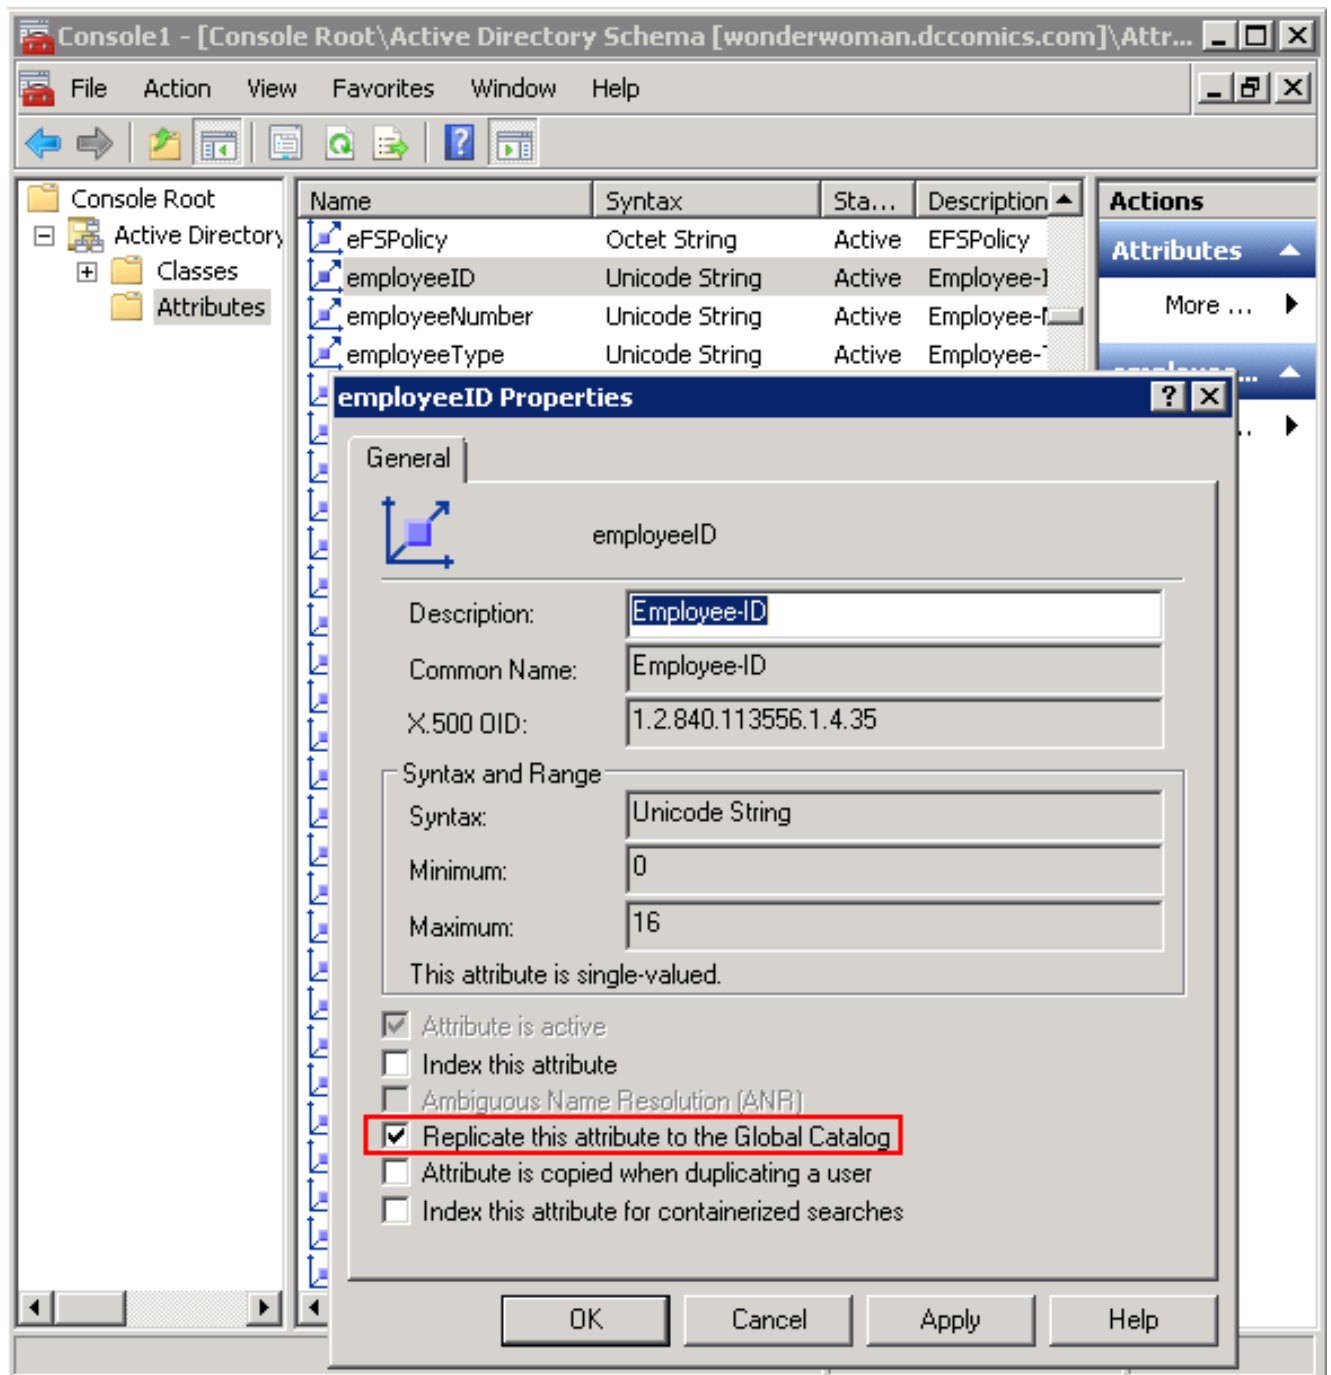 Console1 - [Console Root\Active Directory Schema [wonderwoman.dccomics.com]\Attr...
File Action View Favorites Window Help
Console Root
Active Directory
Classes
Attributes
Name Syntax Sta... Description
eFSPolicy Octet String Active EFSPolicy
employeeID Unicode String Active Employee-I
employeeNumber Unicode String Active Employee-N
employeeType Unicode String Active Employee-T
Actions
Attributes
More ...
employeeID Properties
General
employeeID
Description: Employee-ID
Common Name: Employee-ID
X.500 OID: 1.2.840.113556.1.4.35
Syntax and Range
Syntax: Unicode String
Minimum: 0
Maximum: 16
This attribute is single-valued.
Attribute is active
Index this attribute
Ambiguous Name Resolution (ANR)
Replicate this attribute to the Global Catalog
Attribute is copied when duplicating a user
Index this attribute for containerized searches
OK Cancel Apply Help